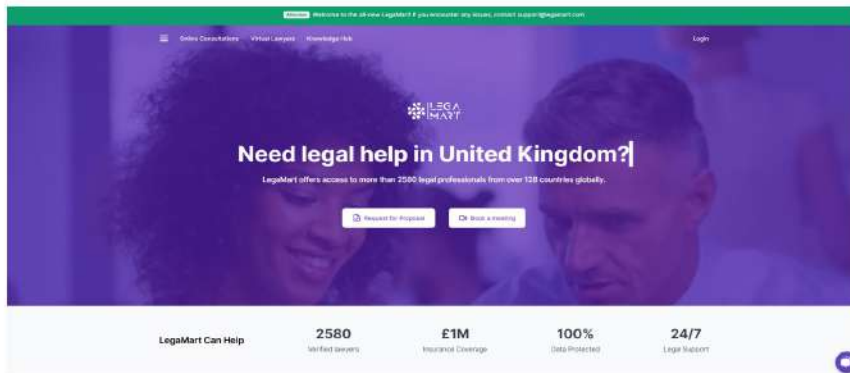 Attention Welcome to the all-new LegaMart! If you encounter any issues, contact support@legamart.com
Online Consultations Virtual Lawyers Knowledge Hub Login
LEGA
MART
Need legal help in United Kingdom?
LegaMart offers access to more than 2580 legal professionals from over 128 countries globally.
Request for Proposal Book a meeting
LegaMart Can Help
2580 £1M 100% 24/7
Verified lawyers Insurance Coverage Data Protected Legal Support